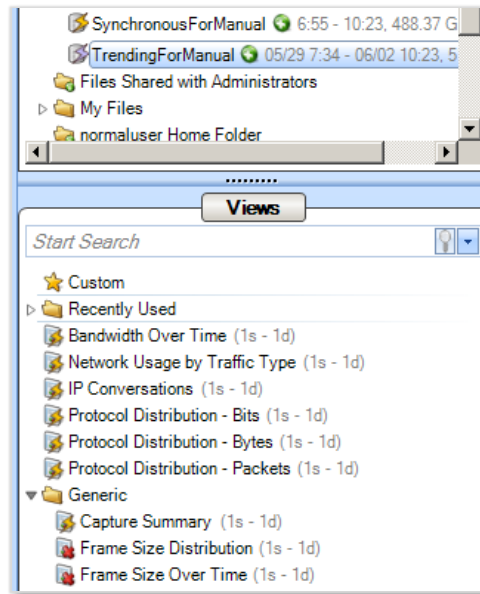 SynchronousForManual 6:55 - 10:23, 488.37 G
TrendingForManual 05/29 7:34 - 06/02 10:23, 5
Files Shared with Administrators
My Files
normaluser Home Folder
Views
Start Search
Custom
Recently Used
Bandwidth Over Time (1s - 1d)
Network Usage by Traffic Type (1s - 1d)
IP Conversations (1s - 1d)
Protocol Distribution - Bits (1s - 1d)
Protocol Distribution - Bytes (1s - 1d)
Protocol Distribution - Packets (1s - 1d)
Generic
Capture Summary (1s - 1d)
Frame Size Distribution (1s - 1d)
Frame Size Over Time (1s - 1d)